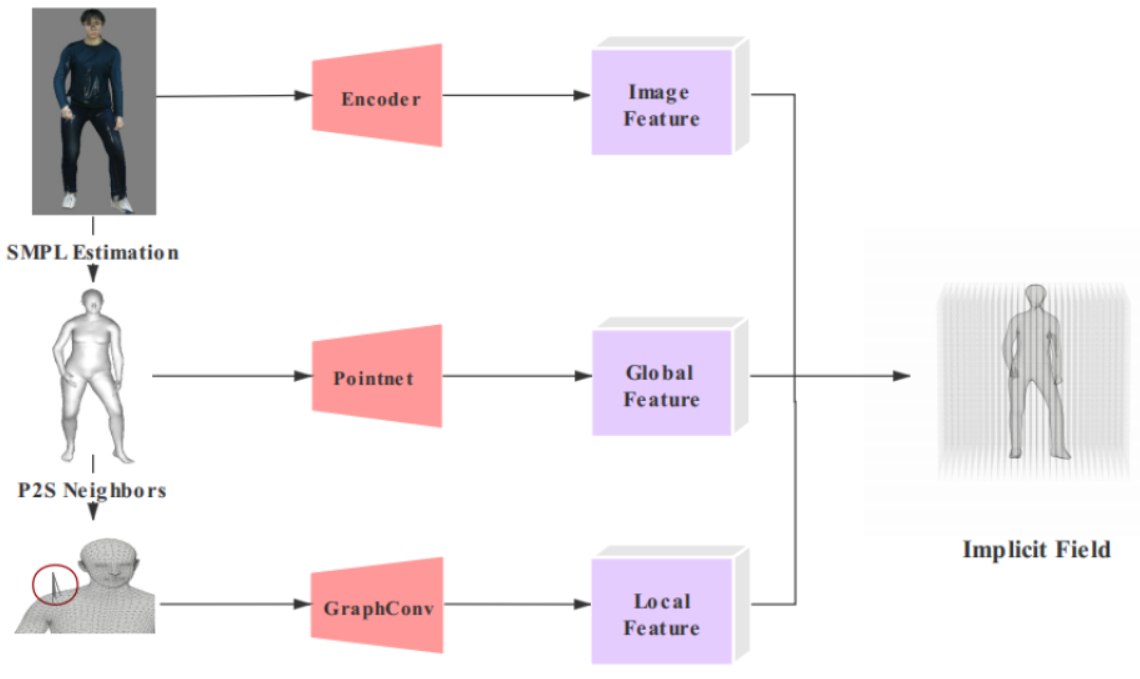 Encoder
Image
Feature
SMPL Estimation
Pointnet
Global
Feature
P2S Neighbors
Implicit Field
GraphConv
Local
Feature